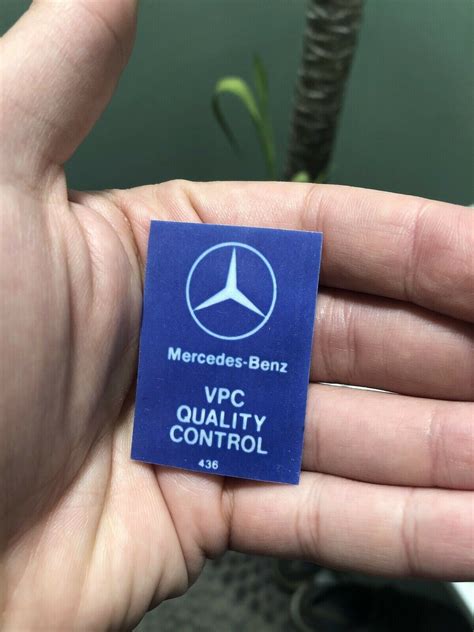 Mercedes-Benz
VPC
QUALITY
CONTROL
436